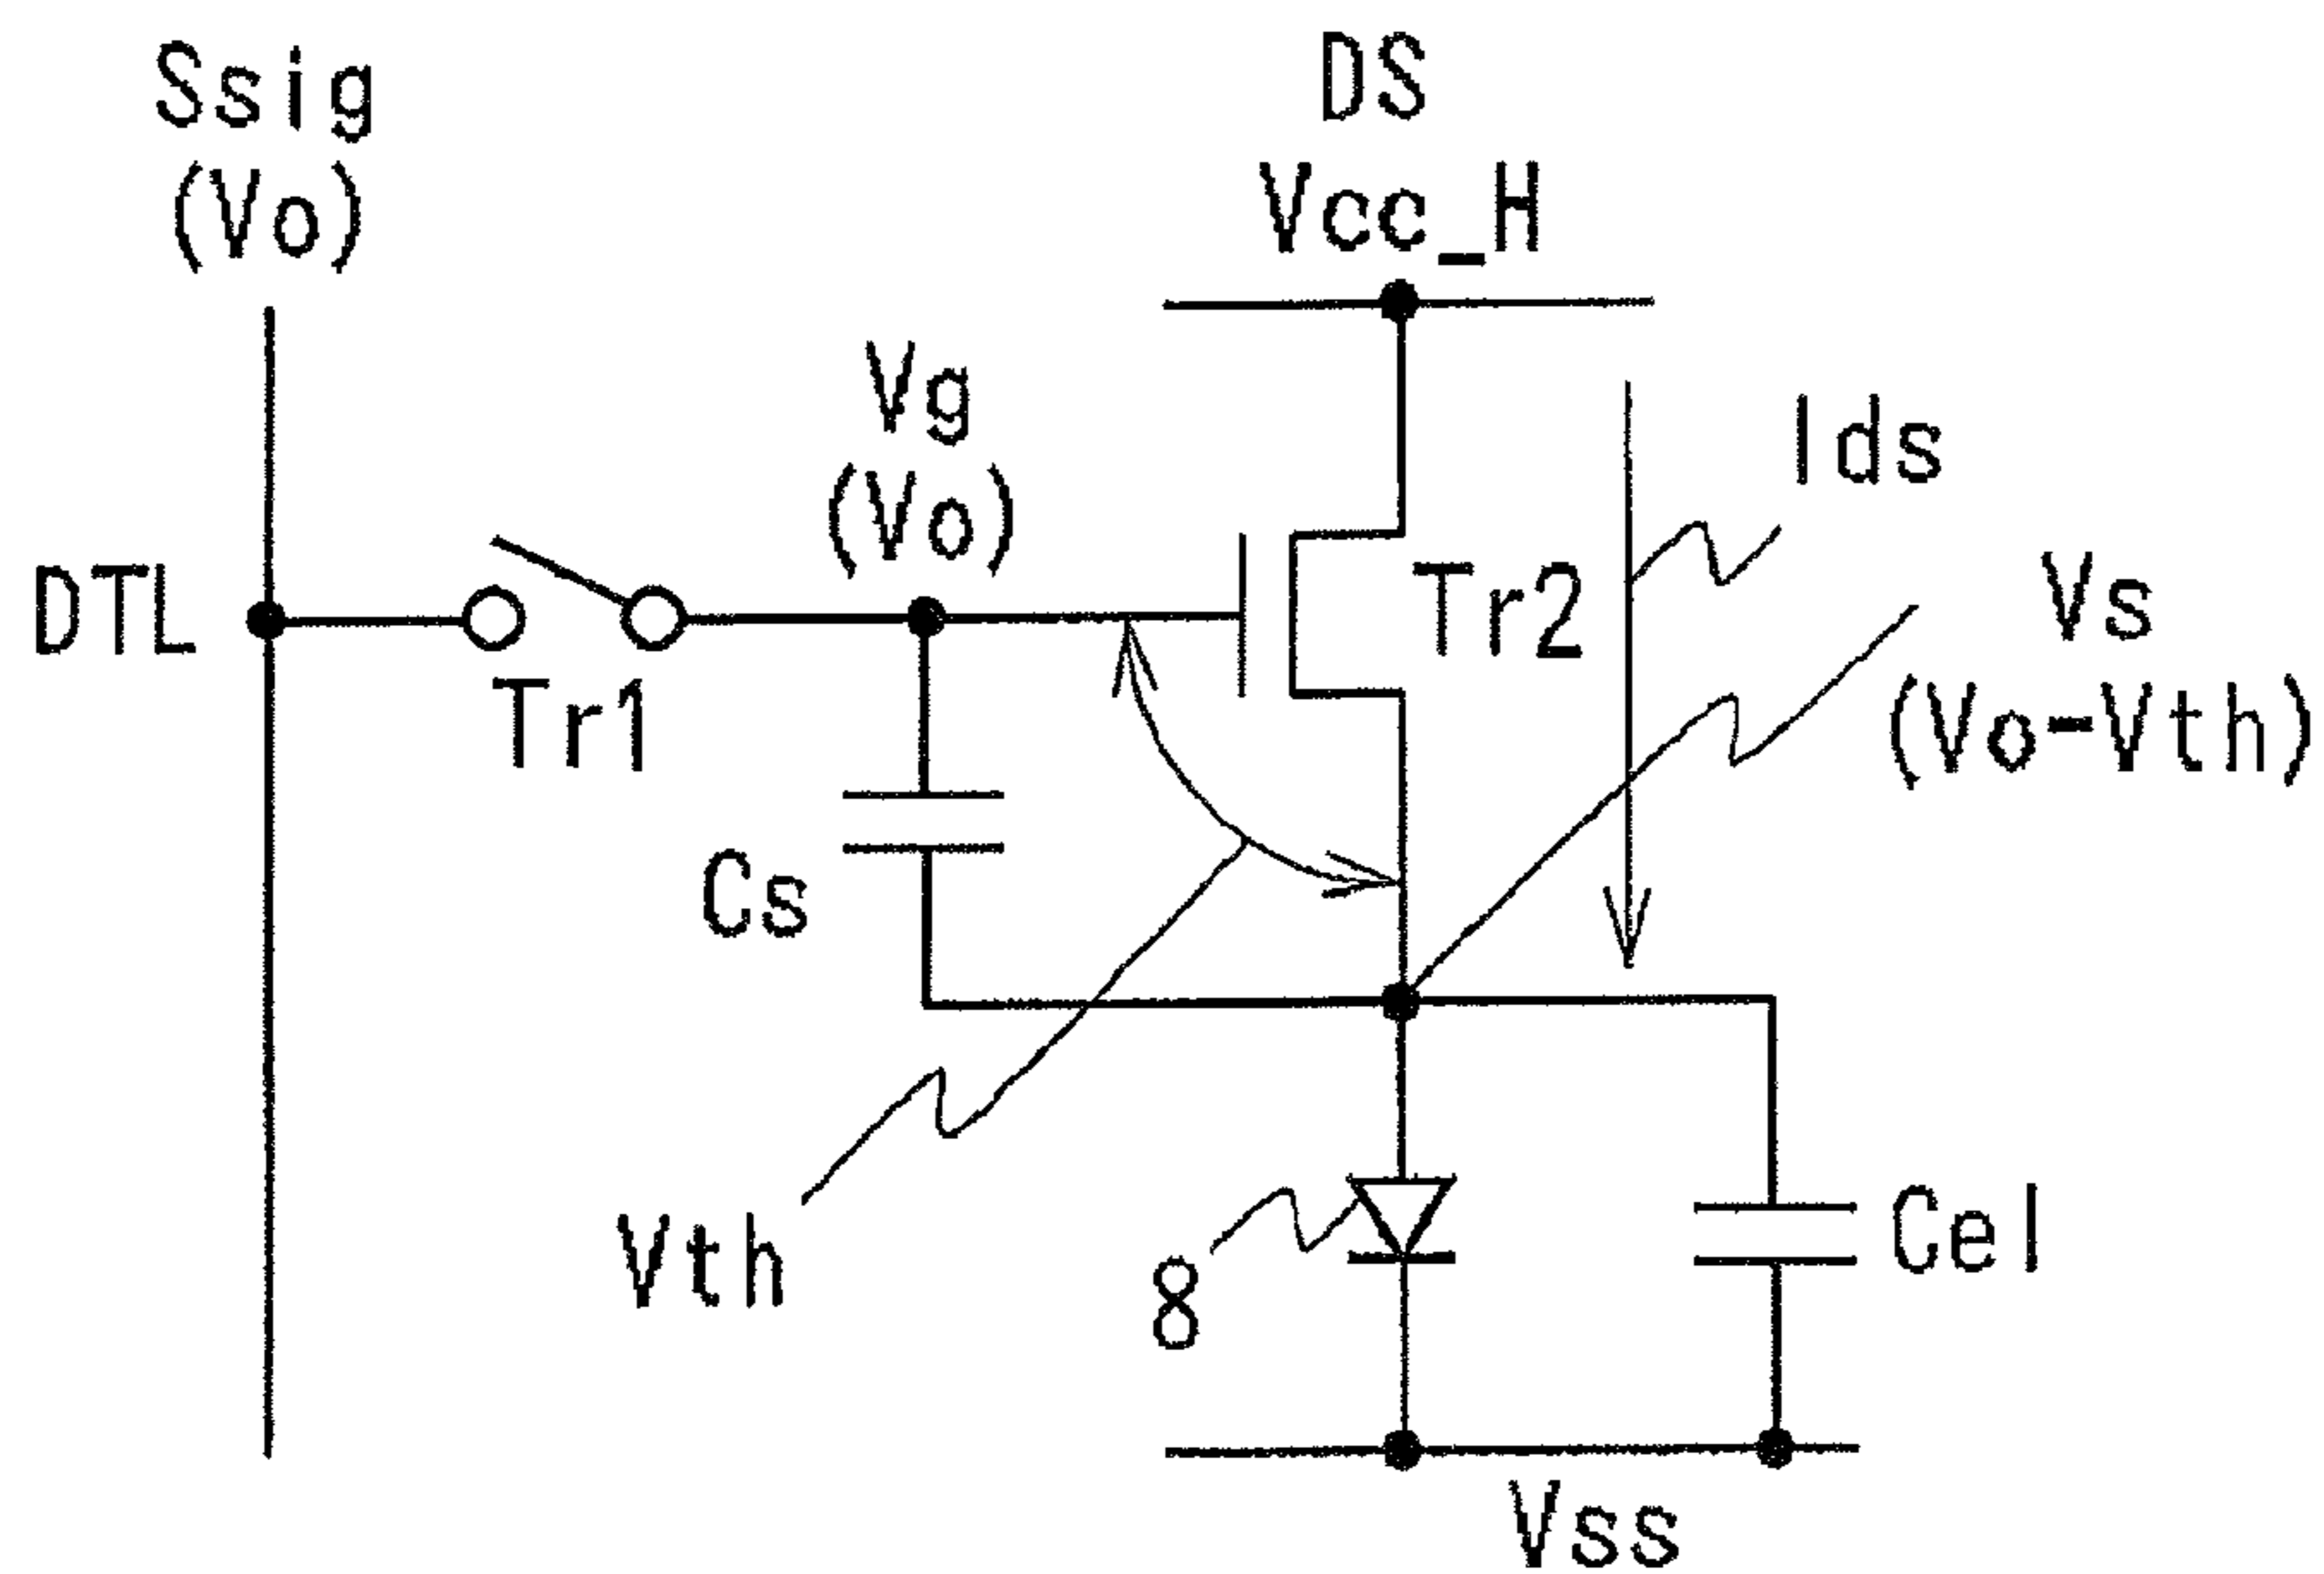 Ssig
(Vo)
DS
Vcc_H
Vg
(Vo)
Ids
DTL
Tr1
Tr2
Vs
(Vo-Vth)
Cs
Vth
8
Cel
Vss